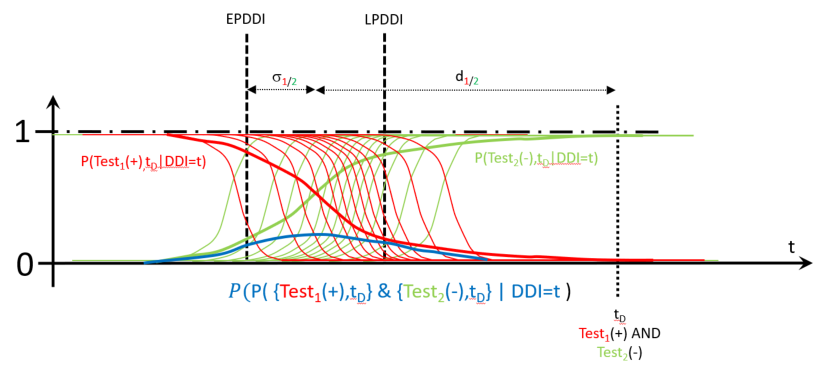 EPDDI LPDDI
σ1/2 d1/2
1
P(Test1(+),tD|DDI=t) P(Test2(-),tD|DDI=t)
t
0
P(P( {Test1(+),tD} & {Test2(-),tD} | DDI=t )
tD
Test1(+) AND
Test2(-)